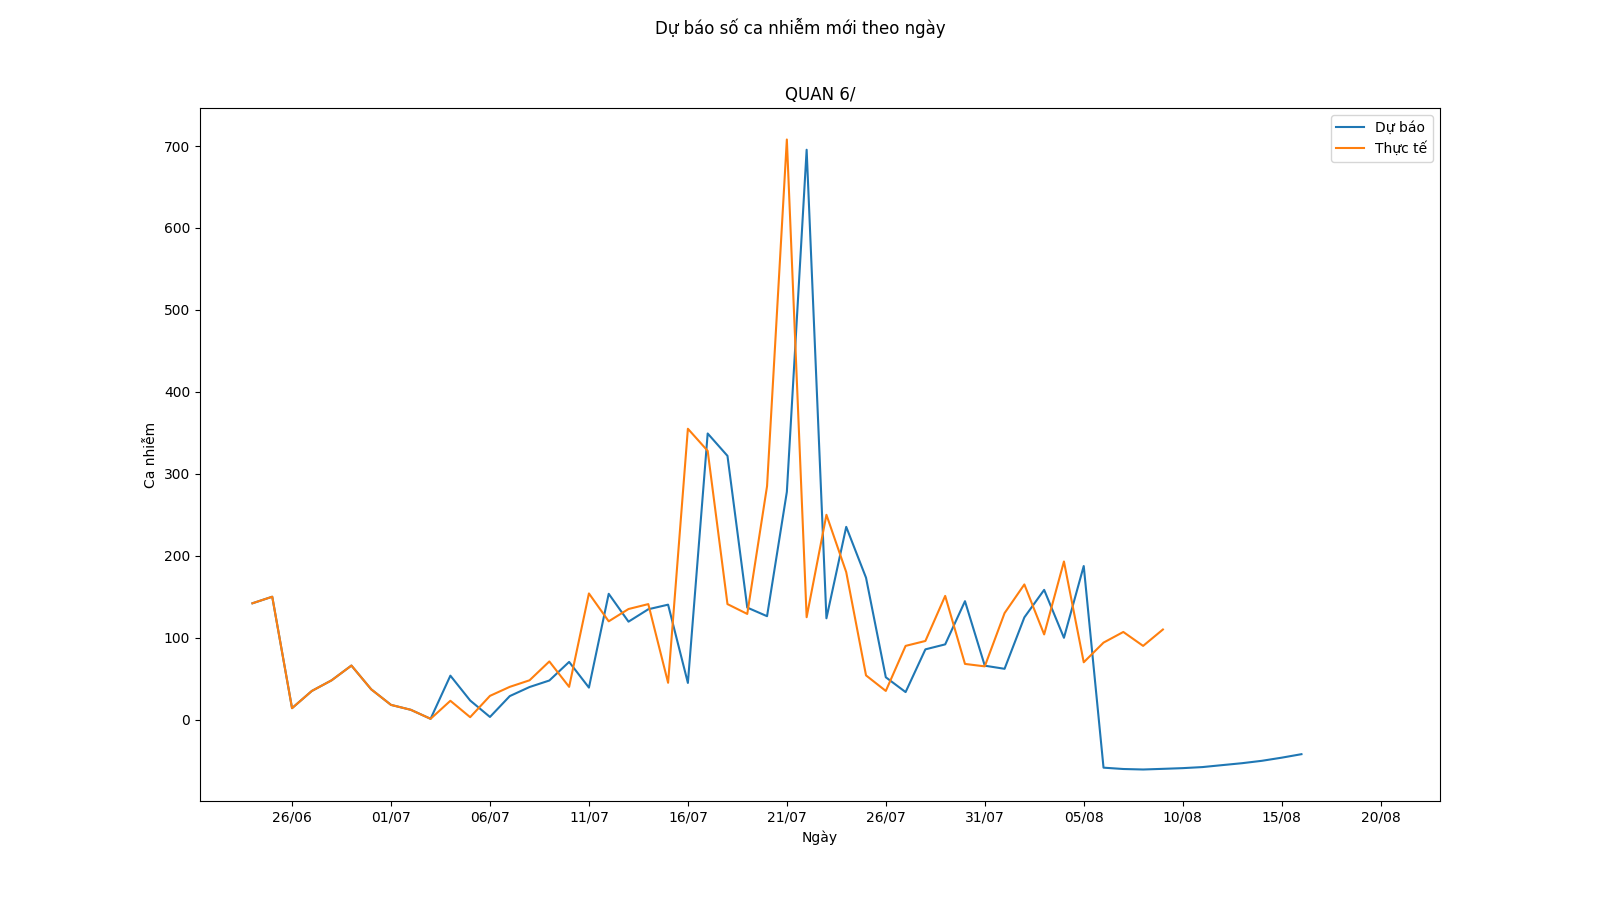 Dự báo số ca nhiễm mới theo ngày
QUAN 6/
Dự báo
Thực tế
700
600
500
400
300
200
100
0
Ca nhiễm
26/06 01/07 06/07 11/07 16/07 21/07 26/07 31/07 05/08 10/08 15/08 20/08
Ngày